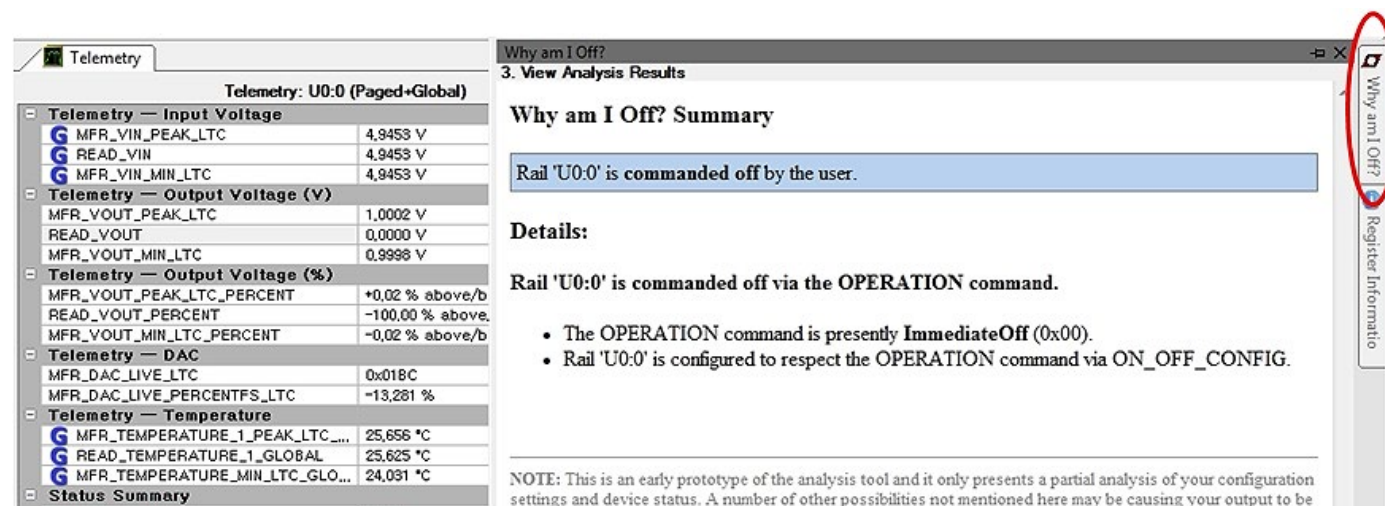 Telemetry
Telemetry: U0:0 (Paged+Global)
Telemetry — Input Voltage
G MFR_VIN_PEAK_LTC 4,9453 V
G READ_VIN 4,9453 V
G MFR_VIN_MIN_LTC 4,9453 V
Telemetry — Output Voltage (V)
MFR_VOUT_PEAK_LTC 1,0002 V
READ_VOUT 0,0000 V
MFR_VOUT_MIN_LTC 0,9998 V
Telemetry — Output Voltage (%)
MFR_VOUT_PEAK_LTC_PERCENT +0,02 % above/b
READ_VOUT_PERCENT -100,00 % above.
MFR_VOUT_MIN_LTC_PERCENT -0,02 % above/b
Telemetry — DAC
MFR_DAC_LIVE_LTC 0x01BC
MFR_DAC_LIVE_PERCENTFS_LTC -13,281 %
Telemetry — Temperature
G MFR_TEMPERATURE_1_PEAK_LTC_... 25,656 °C
G READ_TEMPERATURE_1_GLOBAL 25,625 °C
G MFR_TEMPERATURE_MIN_LTC_GLO... 24,031 °C
Status Summary
Why am I Off?
3. View Analysis Results
Why am I Off? Summary
Rail 'U0:0' is commanded off by the user.
Details:
Rail 'U0:0' is commanded off via the OPERATION command.
• The OPERATION command is presently ImmediateOff (0x00).
• Rail 'U0:0' is configured to respect the OPERATION command via ON_OFF_CONFIG.
NOTE: This is an early prototype of the analysis tool and it only presents a partial analysis of your configuration
settings and device status. A number of other possibilities not mentioned here may be causing your output to be
Why am I Off?
Register Informatio